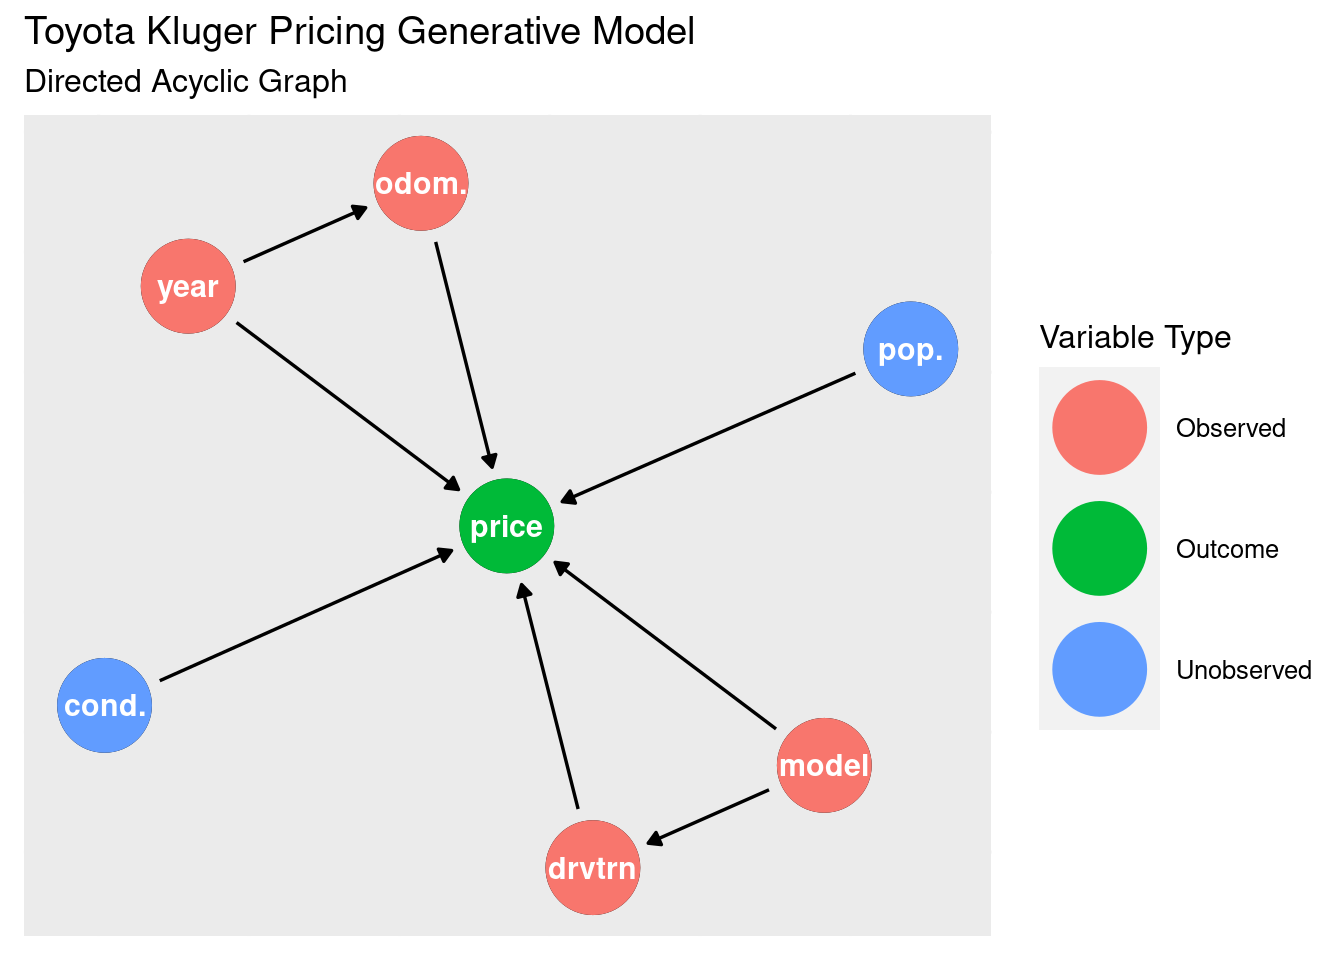 Toyota Kluger Pricing Generative Model
Directed Acyclic Graph
odom.
year
pop.
price
cond.
model
drvtrn
Variable Type
Observed
Outcome
Unobserved